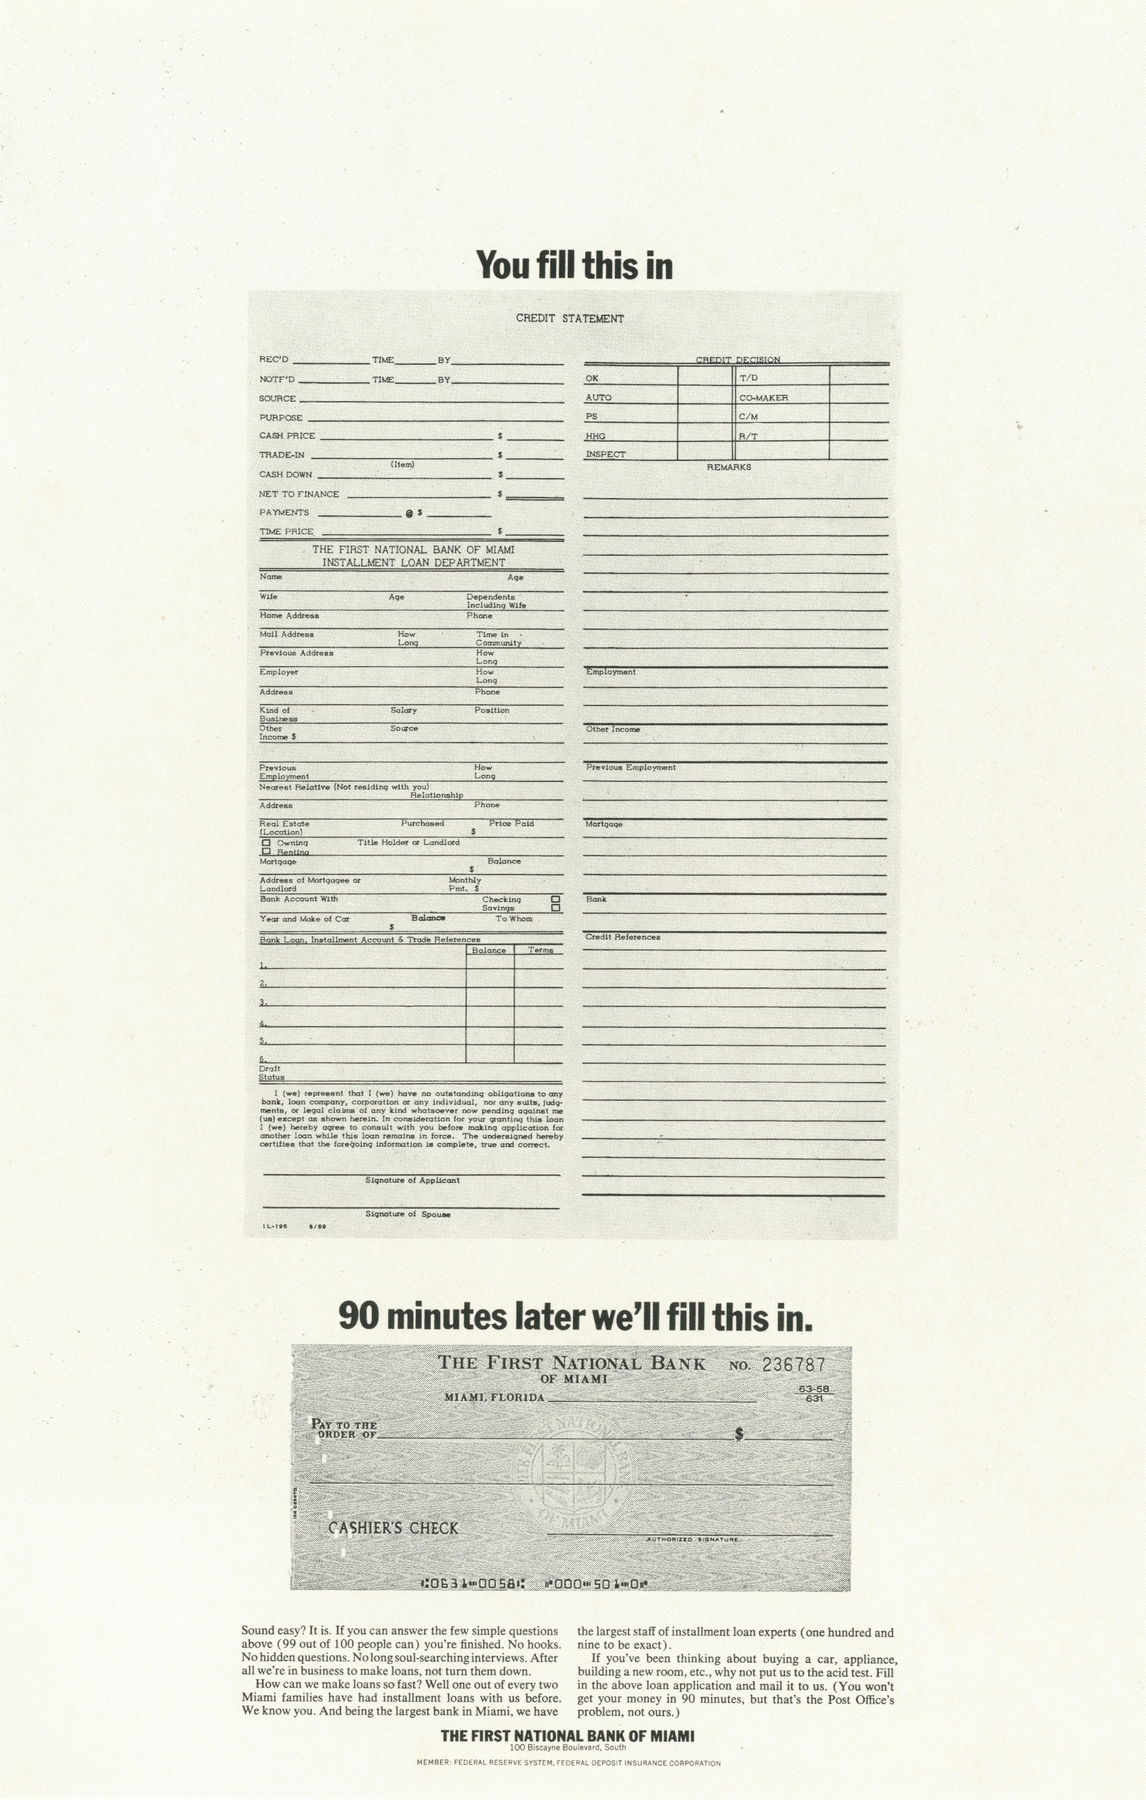 You fill this in
CREDIT STATEMENT
REC'D TIME BY
NOTF'D TIME BY
SOURCE
PURPOSE
CASH PRICE $
TRADE-IN $
(Item)
CASH DOWN $
NET TO FINANCE $
PAYMENTS @ $
TIME PRICE $
THE FIRST NATIONAL BANK OF MIAMI
INSTALLMENT LOAN DEPARTMENT
Name Age
Wife Age Dependents
Including Wife
Home Address Phone
Mail Address How Time in
Long Community
Previous Address How
Long
Employer How
Long
Address Phone
Kind of Salary Position
Business
Other Source
Income $
Previous How
Employment Long
Nearest Relative (Not residing with you)
Relationship
Address Phone
Real Estate Purchased Price Paid
(Location) $
Owning Title Holder or Landlord
Renting
Mortgage Balance
$
Address of Mortgagee or Monthly
Landlord Pmt. $
Bank Account With Checking
Savings
Year and Make of Car Balance To Whom
$
Bank Loan, Installment Account & Trade References
Balance Terms
1.
2.
3.
4.
5.
6.
Draft
Status
I (we) represent that I (we) have no outstanding obligations to any
bank, loan company, corporation or any individual, nor any suits, judg-
ments, or legal claims of any kind whatsoever now pending against me
(us) except as shown herein. In consideration for your granting this loan
I (we) hereby agree to consult with you before making application for
another loan while this loan remains in force. The undersigned hereby
certifies that the foregoing information is complete, true and correct.
Signature of Applicant
Signature of Spouse
IL-196
CREDIT DECISION
OK T/D
AUTO CO-MAKER
PS C/M
HHG R/T
INSPECT
REMARKS
Employment
Other Income
Previous Employment
Mortgage
Bank
Credit References
90 minutes later we'll fill this in.
THE FIRST NATIONAL BANK NO. 236787
OF MIAMI
MIAMI, FLORIDA
63-58
631
PAY TO THE
ORDER OF $
THE FIRST NATIONAL BANK
OF MIAMI
CASHIER'S CHECK
AUTHORIZED SIGNATURE
⑆0631⑉0058⑆ ⑈000⑉501⑉0⑈
Sound easy? It is. If you can answer the few simple questions
above (99 out of 100 people can) you're finished. No hooks.
No hidden questions. No long soul-searching interviews. After
all we're in business to make loans, not turn them down.
How can we make loans so fast? Well one out of every two
Miami families have had installment loans with us before.
We know you. And being the largest bank in Miami, we have
the largest staff of installment loan experts (one hundred and
nine to be exact).
If you've been thinking about buying a car, appliance,
building a new room, etc., why not put us to the acid test. Fill
in the above loan application and mail it to us. (You won't
get your money in 90 minutes, but that's the Post Office's
problem, not ours.)
THE FIRST NATIONAL BANK OF MIAMI
100 Biscayne Boulevard, South
MEMBER: FEDERAL RESERVE SYSTEM, FEDERAL DEPOSIT INSURANCE CORPORATION